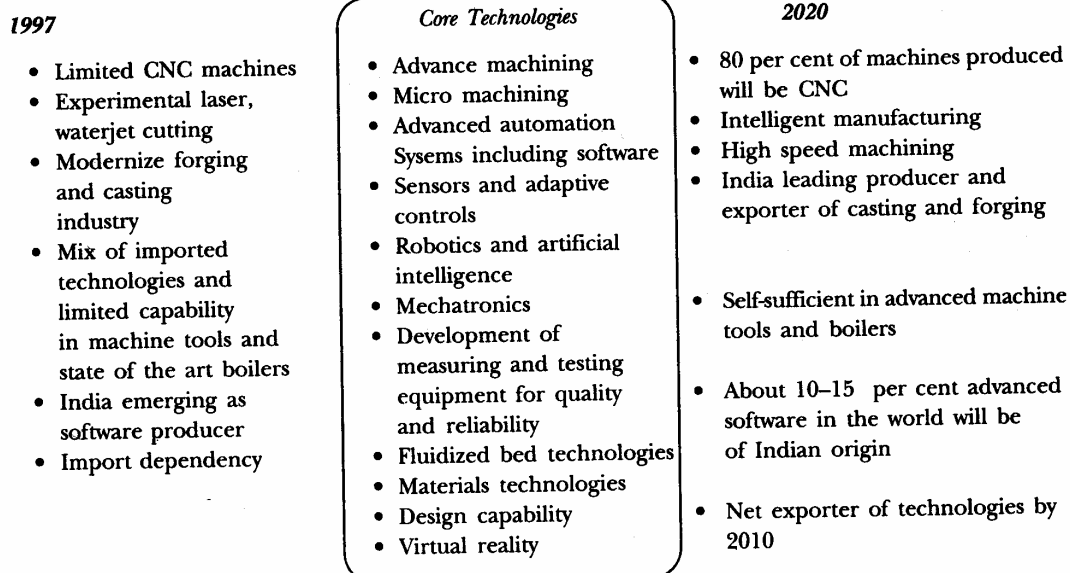 1997
• Limited CNC machines
• Experimental laser,
waterjet cutting
• Modernize forging
and casting
industry
• Mix of imported
technologies and
limited capability
in machine tools and
state of the art boilers
• India emerging as
software producer
• Import dependency
Core Technologies
• Advance machining
• Micro machining
• Advanced automation
Sysems including software
• Sensors and adaptive
controls
• Robotics and artificial
intelligence
• Mechatronics
• Development of
measuring and testing
equipment for quality
and reliability
• Fluidized bed technologies
• Materials technologies
• Design capability
• Virtual reality
2020
• 80 per cent of machines produced
will be CNC
• Intelligent manufacturing
• High speed machining
• India leading producer and
exporter of casting and forging
• Self-sufficient in advanced machine
tools and boilers
• About 10–15 per cent advanced
software in the world will be
of Indian origin
• Net exporter of technologies by
2010